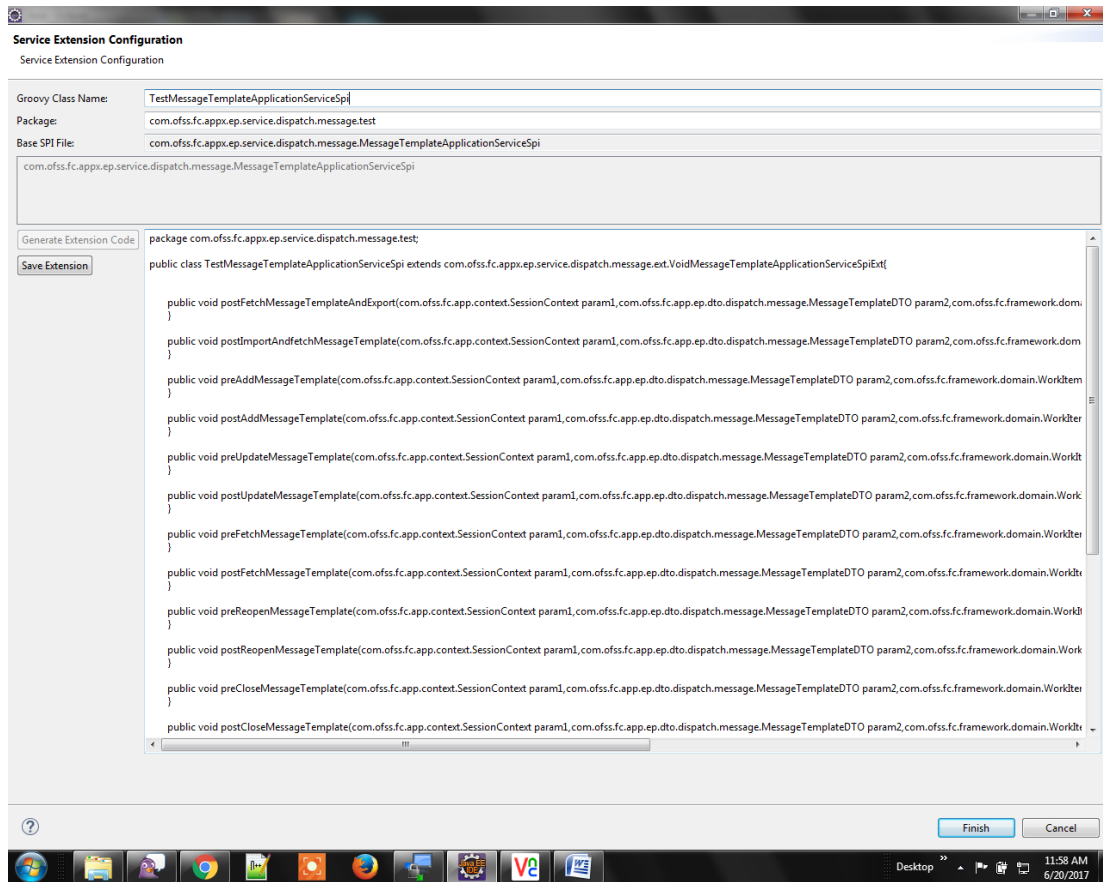 Service Extension Configuration
Service Extension Configuration
Groovy Class Name: TestMessageTemplateApplicationServiceSpi
Package: com.ofss.fc.appx.ep.service.dispatch.message.test
Base SPI File: com.ofss.fc.appx.ep.service.dispatch.message.MessageTemplateApplicationServiceSpi
com.ofss.fc.appx.ep.service.dispatch.message.MessageTemplateApplicationServiceSpi
Generate Extension Code
Save Extension
package com.ofss.fc.appx.ep.service.dispatch.message.test;
public class TestMessageTemplateApplicationServiceSpi extends com.ofss.fc.appx.ep.service.dispatch.message.ext.VoidMessageTemplateApplicationServiceSpiExt{
public void postFetchMessageTemplateAndExport(com.ofss.fc.app.context.SessionContext param1,com.ofss.fc.app.ep.dto.dispatch.message.MessageTemplateDTO param2,com.ofss.fc.framework.dom
}
public void postImportAndfetchMessageTemplate(com.ofss.fc.app.context.SessionContext param1,com.ofss.fc.app.ep.dto.dispatch.message.MessageTemplateDTO param2,com.ofss.fc.framework.dom
}
public void preAddMessageTemplate(com.ofss.fc.app.context.SessionContext param1,com.ofss.fc.app.ep.dto.dispatch.message.MessageTemplateDTO param2,com.ofss.fc.framework.domain.WorkItem
}
public void postAddMessageTemplate(com.ofss.fc.app.context.SessionContext param1,com.ofss.fc.app.ep.dto.dispatch.message.MessageTemplateDTO param2,com.ofss.fc.framework.domain.WorkIter
}
public void preUpdateMessageTemplate(com.ofss.fc.app.context.SessionContext param1,com.ofss.fc.app.ep.dto.dispatch.message.MessageTemplateDTO param2,com.ofss.fc.framework.domain.WorkIt
}
public void postUpdateMessageTemplate(com.ofss.fc.app.context.SessionContext param1,com.ofss.fc.app.ep.dto.dispatch.message.MessageTemplateDTO param2,com.ofss.fc.framework.domain.Work
}
public void preFetchMessageTemplate(com.ofss.fc.app.context.SessionContext param1,com.ofss.fc.app.ep.dto.dispatch.message.MessageTemplateDTO param2,com.ofss.fc.framework.domain.WorkIter
}
public void postFetchMessageTemplate(com.ofss.fc.app.context.SessionContext param1,com.ofss.fc.app.ep.dto.dispatch.message.MessageTemplateDTO param2,com.ofss.fc.framework.domain.WorkIte
}
public void preReopenMessageTemplate(com.ofss.fc.app.context.SessionContext param1,com.ofss.fc.app.ep.dto.dispatch.message.MessageTemplateDTO param2,com.ofss.fc.framework.domain.WorkIt
}
public void postReopenMessageTemplate(com.ofss.fc.app.context.SessionContext param1,com.ofss.fc.app.ep.dto.dispatch.message.MessageTemplateDTO param2,com.ofss.fc.framework.domain.Work
}
public void preCloseMessageTemplate(com.ofss.fc.app.context.SessionContext param1,com.ofss.fc.app.ep.dto.dispatch.message.MessageTemplateDTO param2,com.ofss.fc.framework.domain.WorkIter
}
public void postCloseMessageTemplate(com.ofss.fc.app.context.SessionContext param1,com.ofss.fc.app.ep.dto.dispatch.message.MessageTemplateDTO param2,com.ofss.fc.framework.domain.WorkIte
Finish
Cancel
Java EE
IDE
Desktop
11:58 AM
6/20/2017